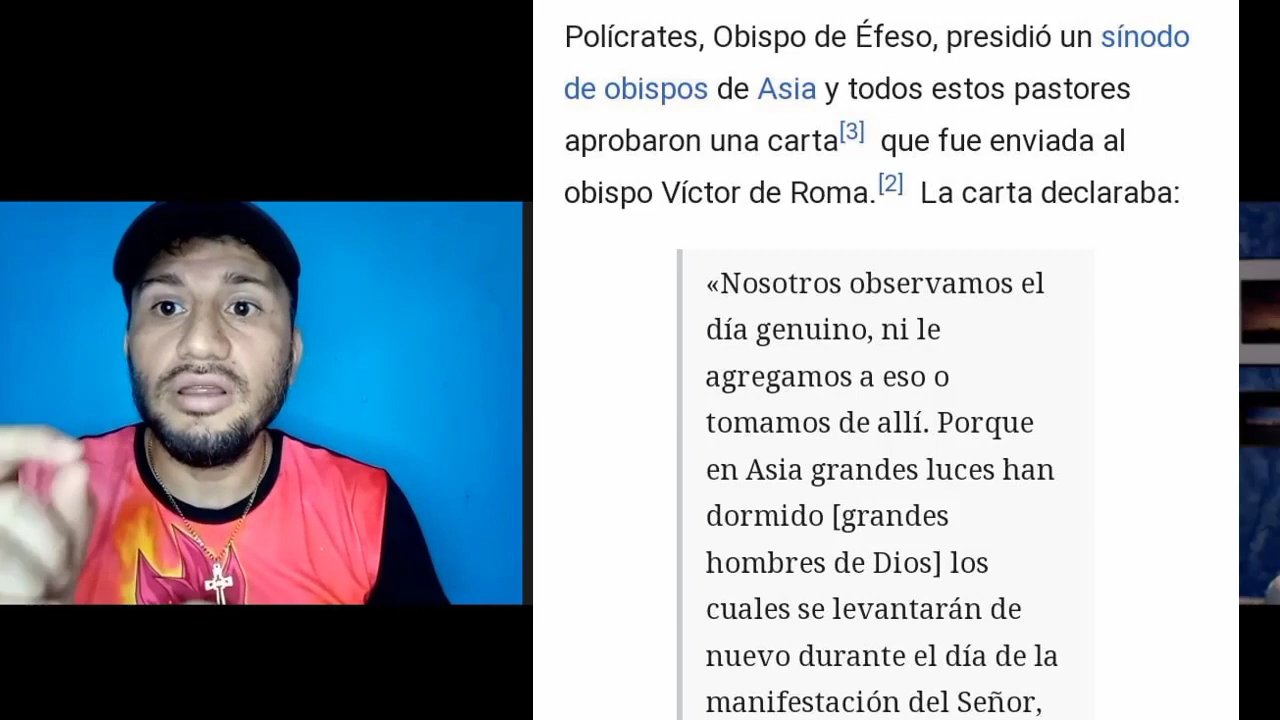 Polícrates, Obispo de Éfeso, presidió un sínodo
de obispos de Asia y todos estos pastores
aprobaron una carta[3] que fue enviada al
obispo Víctor de Roma.[2] La carta declaraba:
«Nosotros observamos el
día genuino, ni le
agregamos a eso o
tomamos de allí. Porque
en Asia grandes luces han
dormido [grandes
hombres de Dios] los
cuales se levantarán de
nuevo durante el día de la
manifestación del Señor,